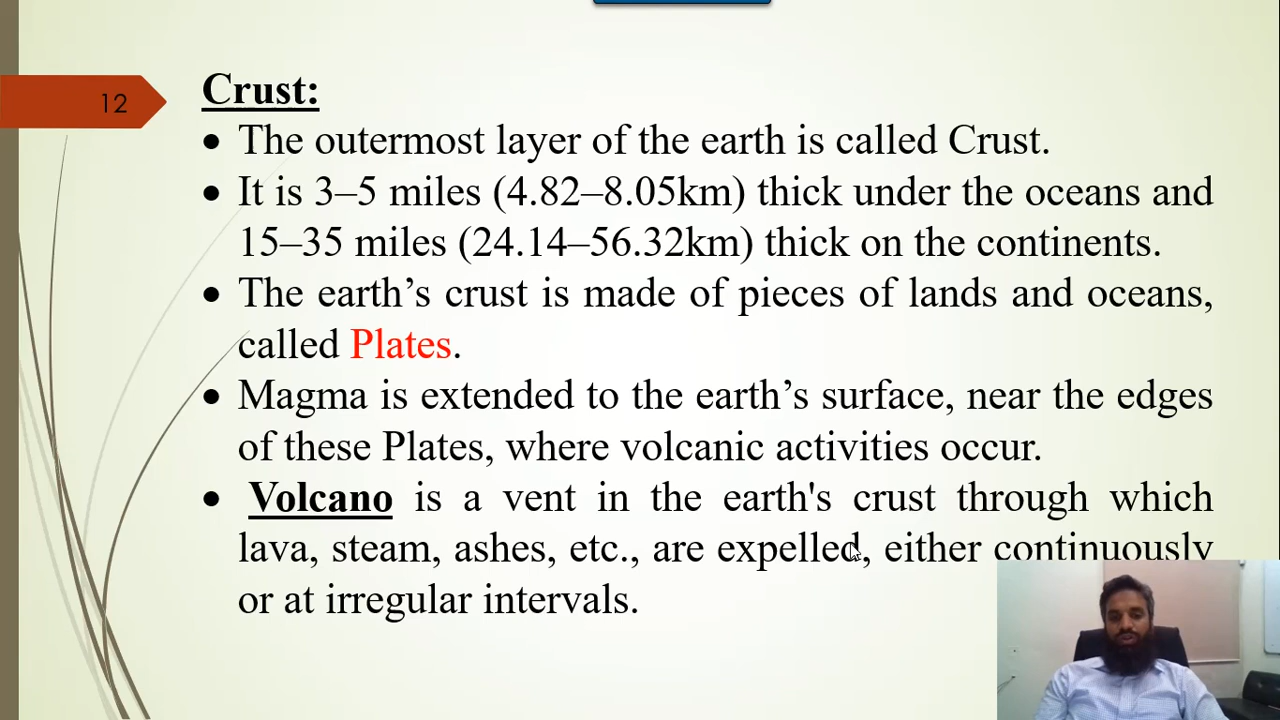 12
Crust:
• The outermost layer of the earth is called Crust.
• It is 3–5 miles (4.82–8.05km) thick under the oceans and
15–35 miles (24.14–56.32km) thick on the continents.
• The earth’s crust is made of pieces of lands and oceans,
called Plates.
• Magma is extended to the earth’s surface, near the edges
of these Plates, where volcanic activities occur.
• Volcano is a vent in the earth's crust through which
lava, steam, ashes, etc., are expelled, either continuously
or at irregular intervals.